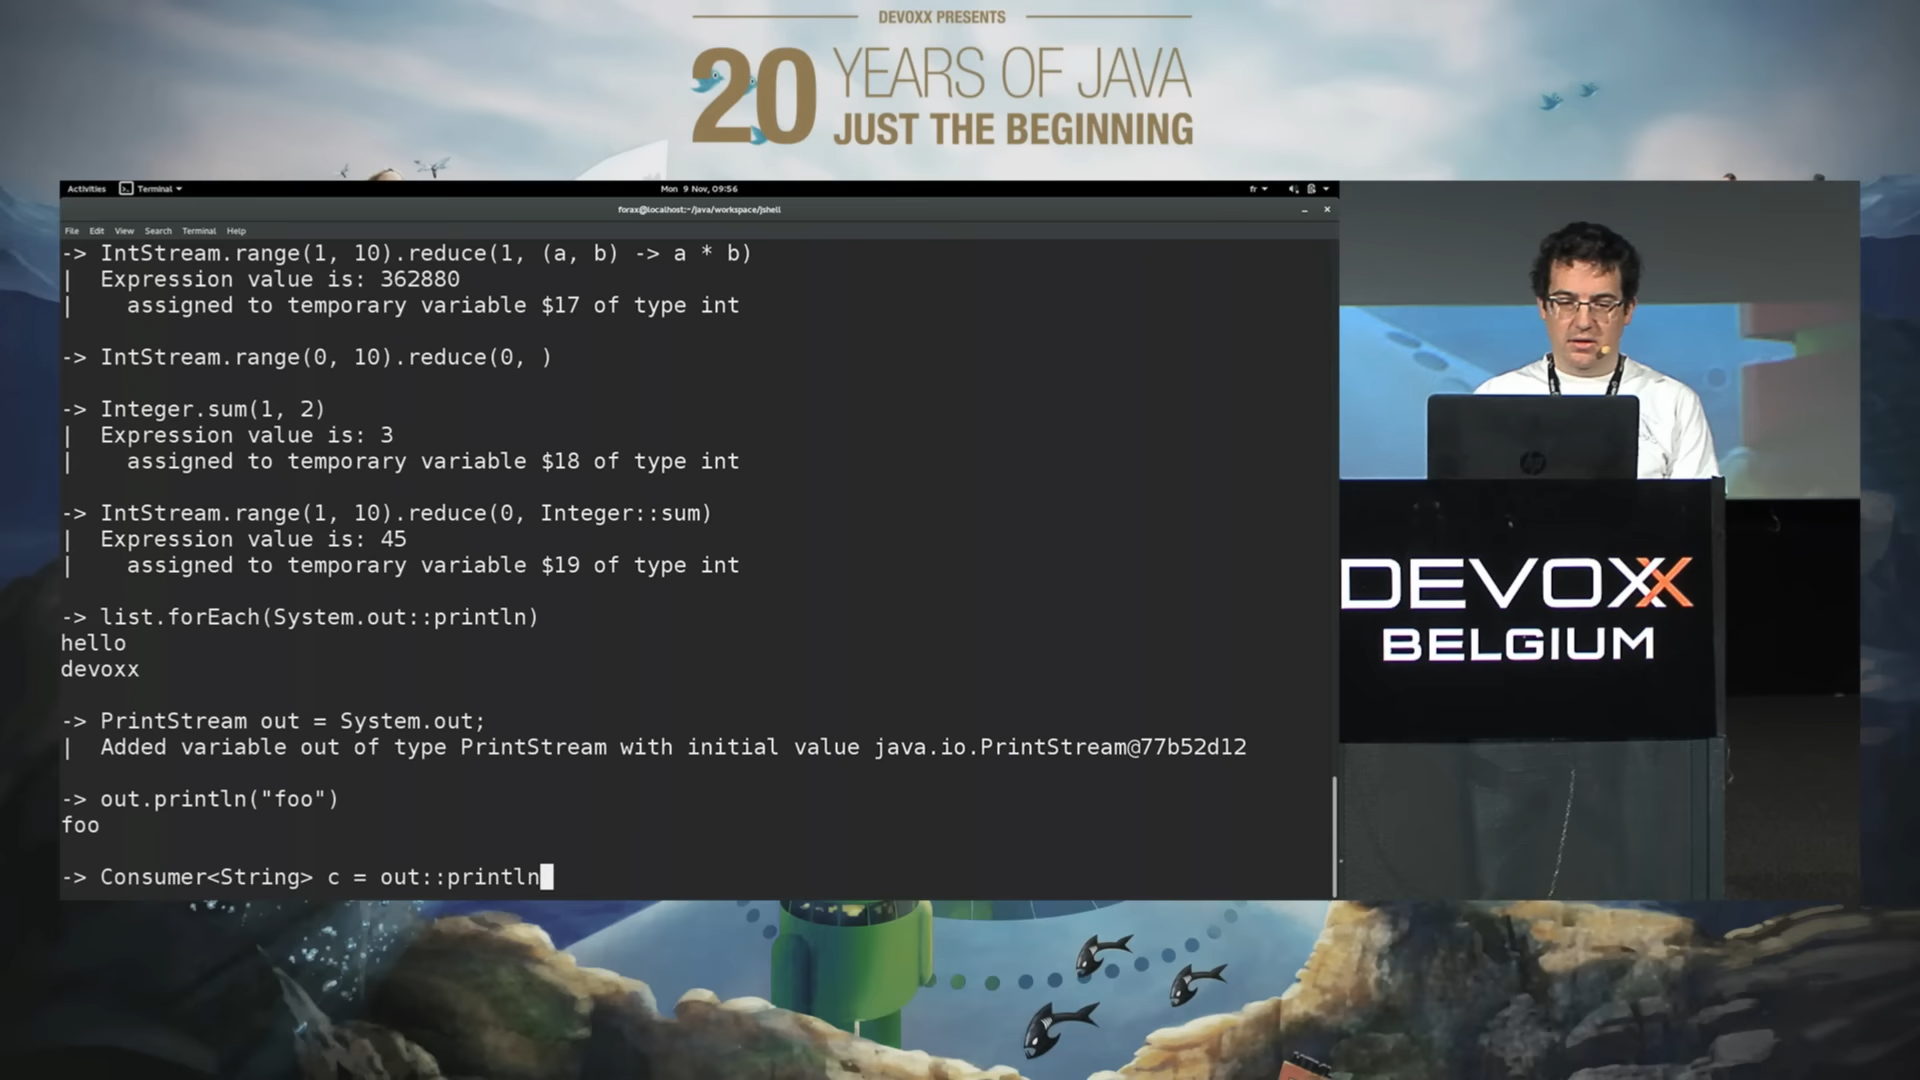 DEVOXX PRESENTS
20 YEARS OF JAVA
JUST THE BEGINNING
Activities Terminal Mon 9 Nov, 09:56 fr
forax@localhost:~/java/workspace/jshell
File Edit View Search Terminal Help
-> IntStream.range(1, 10).reduce(1, (a, b) -> a * b)
| Expression value is: 362880
| assigned to temporary variable $17 of type int
-> IntStream.range(0, 10).reduce(0, )
-> Integer.sum(1, 2)
| Expression value is: 3
| assigned to temporary variable $18 of type int
-> IntStream.range(1, 10).reduce(0, Integer::sum)
| Expression value is: 45
| assigned to temporary variable $19 of type int
-> list.forEach(System.out::println)
hello
devoxx
-> PrintStream out = System.out;
| Added variable out of type PrintStream with initial value java.io.PrintStream@77b52d12
-> out.println("foo")
foo
-> Consumer<String> c = out::println
hp
DEVOXX
BELGIUM